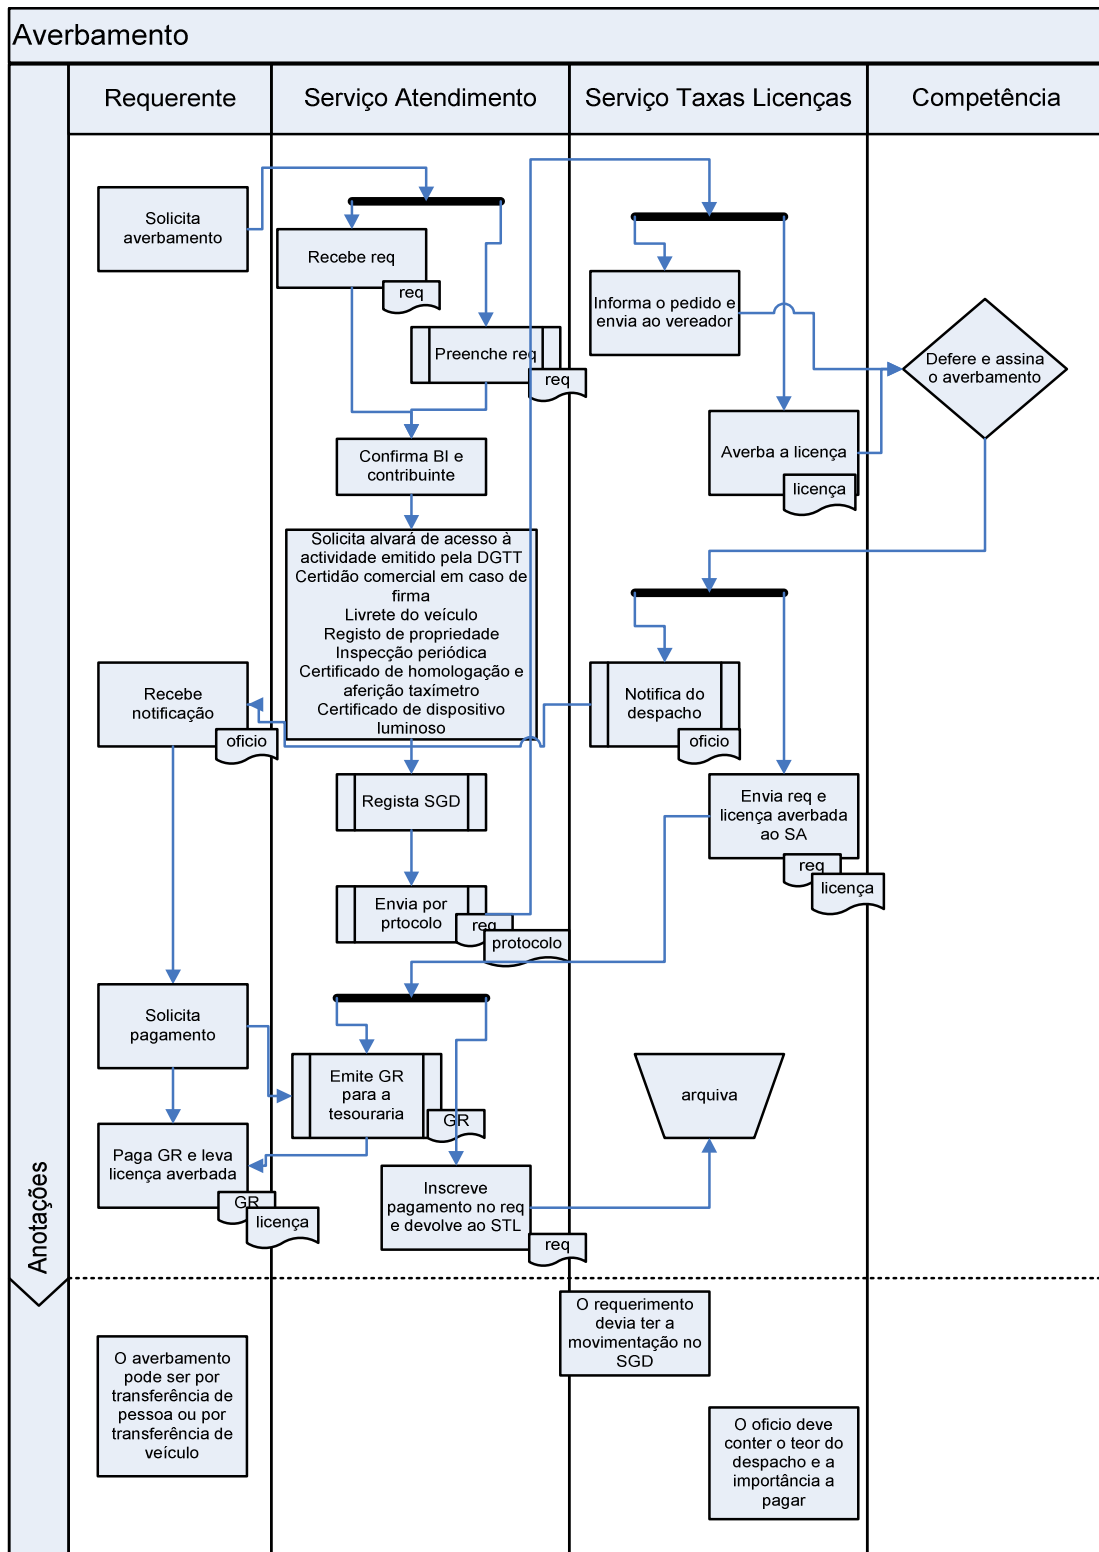 Averbamento
Requerente
Serviço Atendimento
Serviço Taxas Licenças
Competência
Solicita
averbamento
Recebe req
req
Preenche req
req
Confirma BI e
contribuinte
Solicita alvará de acesso à
actividade emitido pela DGTT
Certidão comercial em caso de
firma
Livrete do veículo
Registo de propriedade
Inspecção periódica
Certificado de homologação e
aferição taxímetro
Certificado de dispositivo
luminoso
Regista SGD
Envia por
prtocolo
req
protocolo
Informa o pedido e
envia ao vereador
Averba a licença
licença
Defere e assina
o averbamento
Notifica do
despacho
oficio
Envia req e
licença averbada
ao SA
req
licença
Recebe
notificação
oficio
Solicita
pagamento
Emite GR
para a
tesouraria
GR
Paga GR e leva
licença averbada
GR
licença
Inscreve
pagamento no req
e devolve ao STL
req
arquiva
Anotações
O averbamento
pode ser por
transferência de
pessoa ou por
transferência de
veículo
O requerimento
devia ter a
movimentação no
SGD
O oficio deve
conter o teor do
despacho e a
importância a
pagar